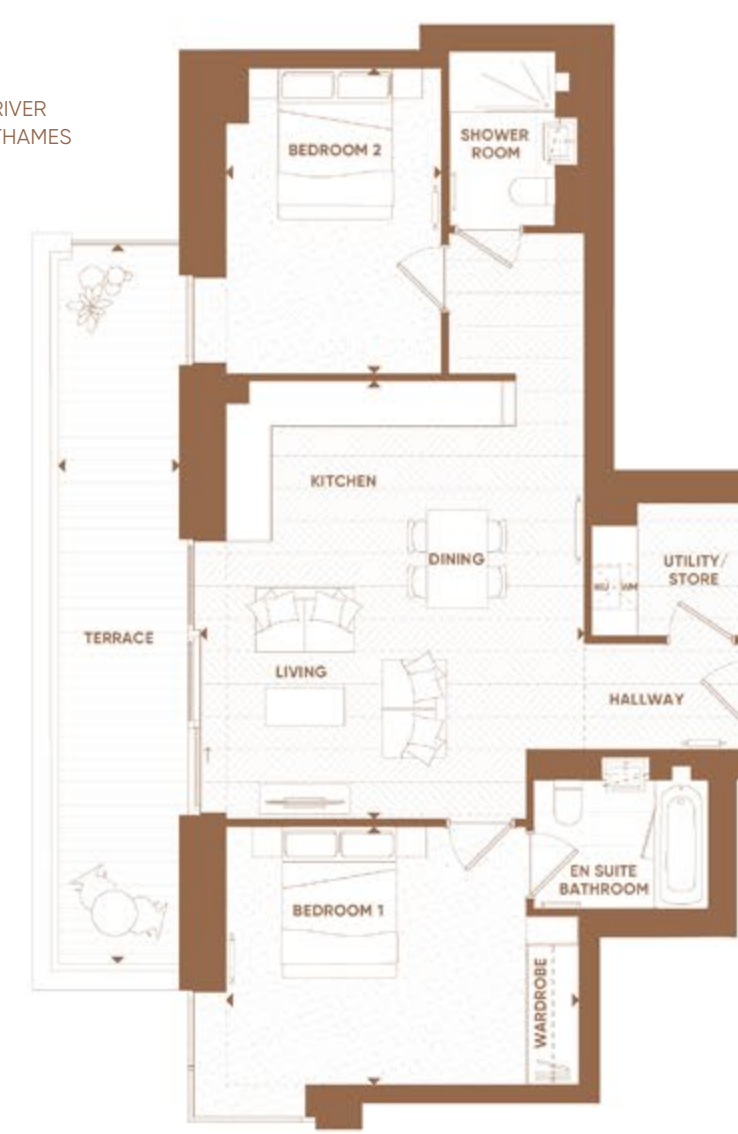 RIVER
THAMES
BEDROOM 2
SHOWER
ROOM
KITCHEN
DINING
UTILITY/
STORE
TERRACE
LIVING
HALLWAY
EN SUITE
BATHROOM
BEDROOM 1
WARDROBE